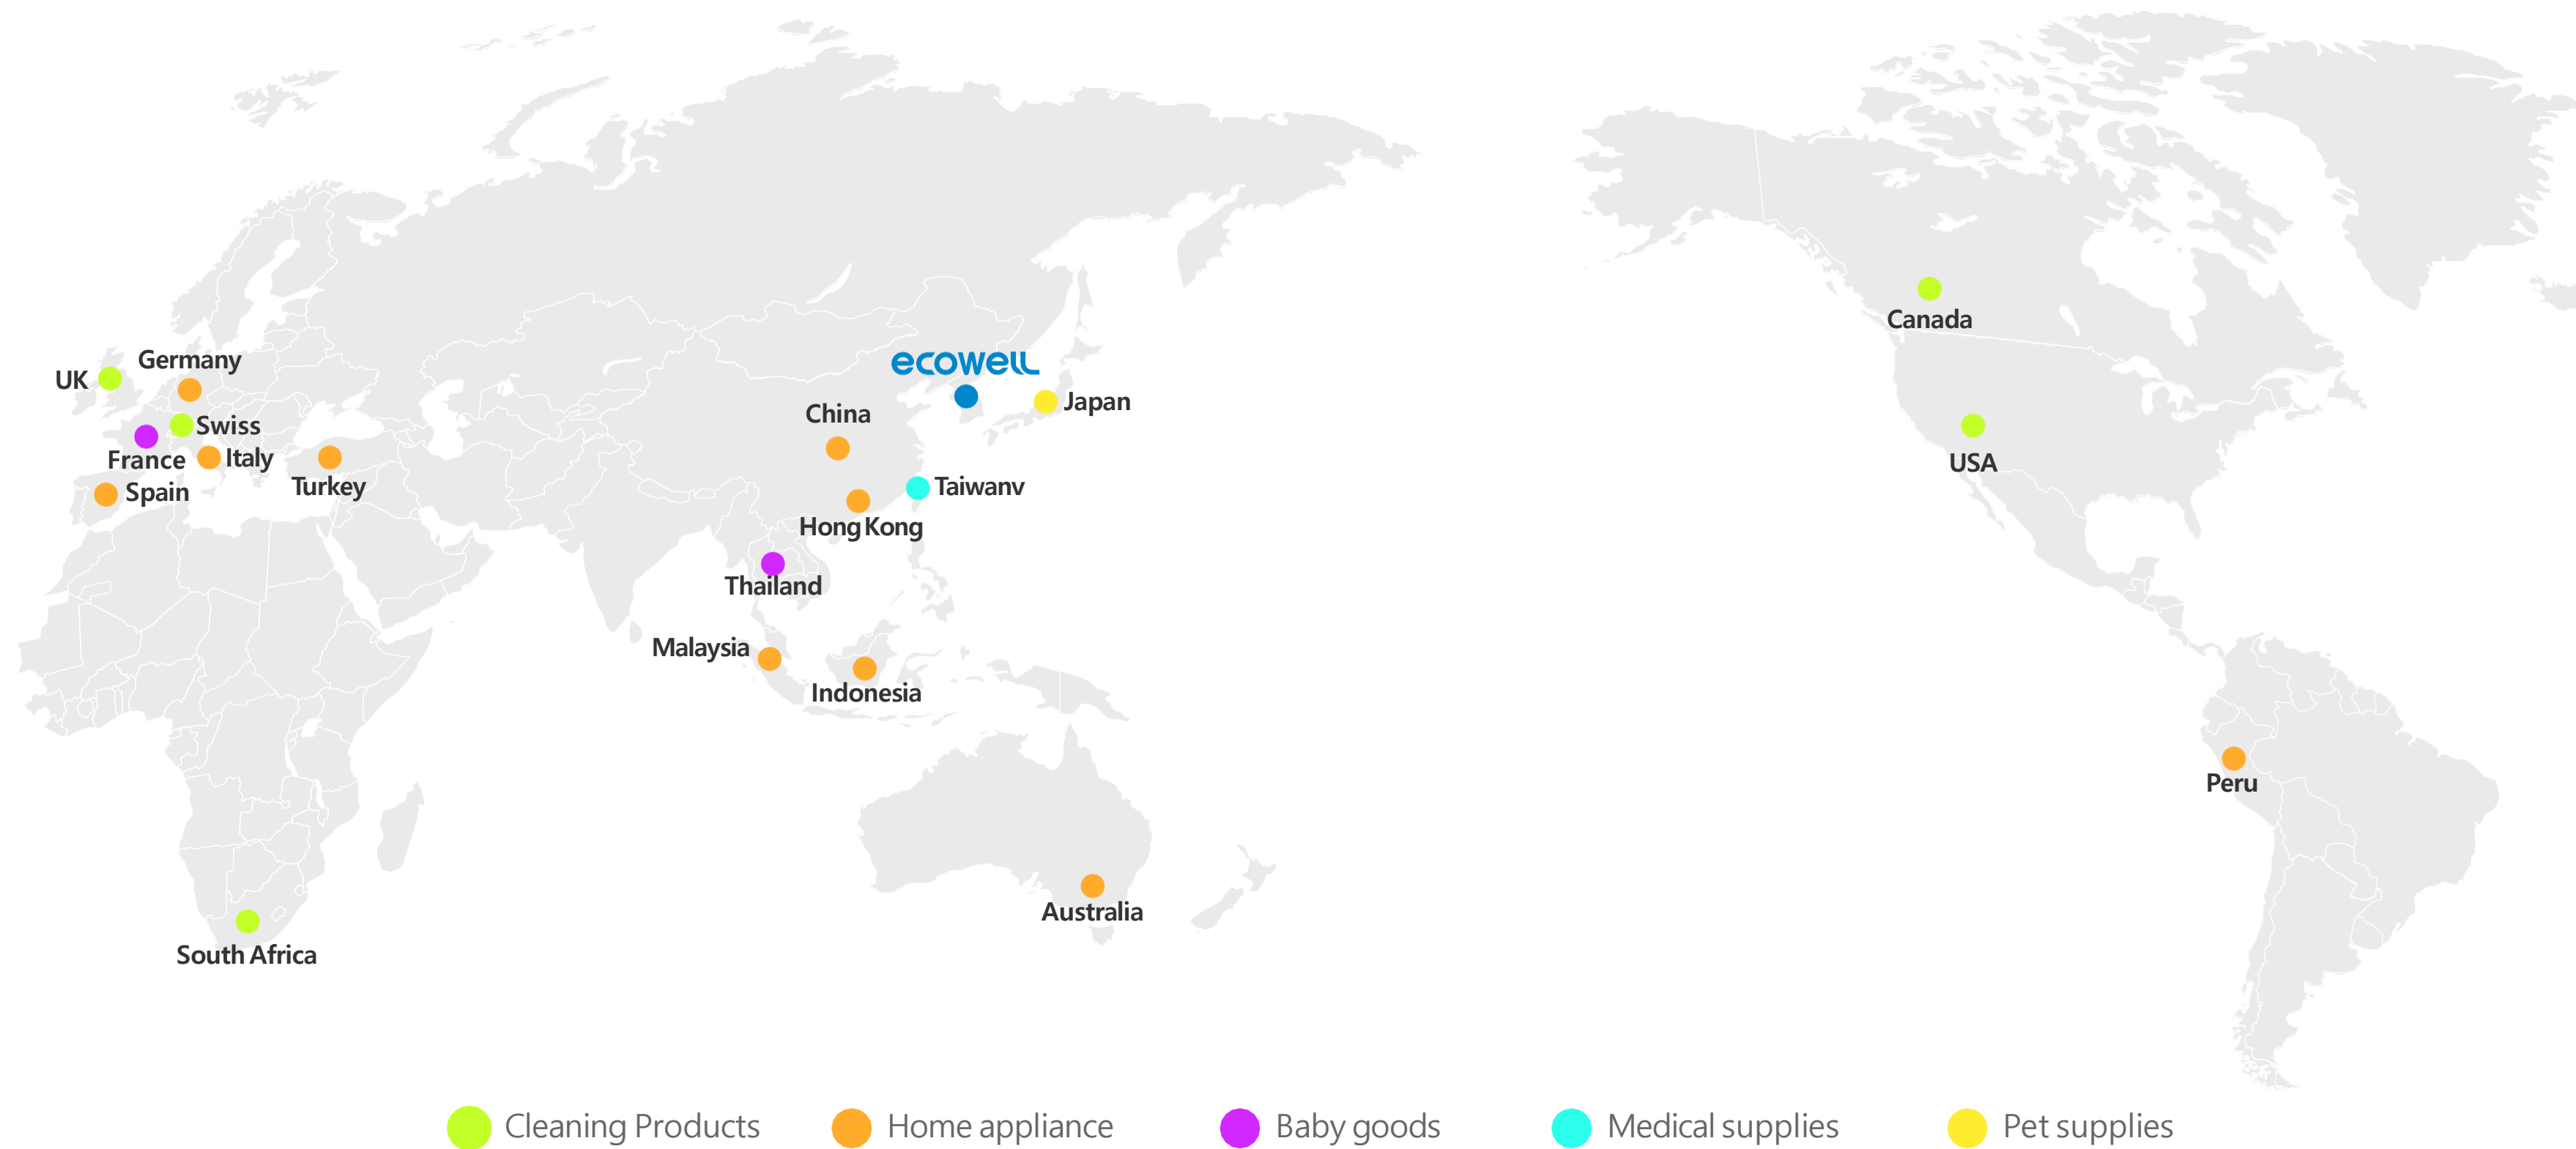 Canada
Germany
ecowell
UK
Japan
China
Swiss
France
Italy
USA
Turkey
Spain
Taiwanv
Hong Kong
Thailand
Malaysia
Indonesia
Peru
Australia
South Africa
Cleaning Products
Home appliance
Baby goods
Medical supplies
Pet supplies